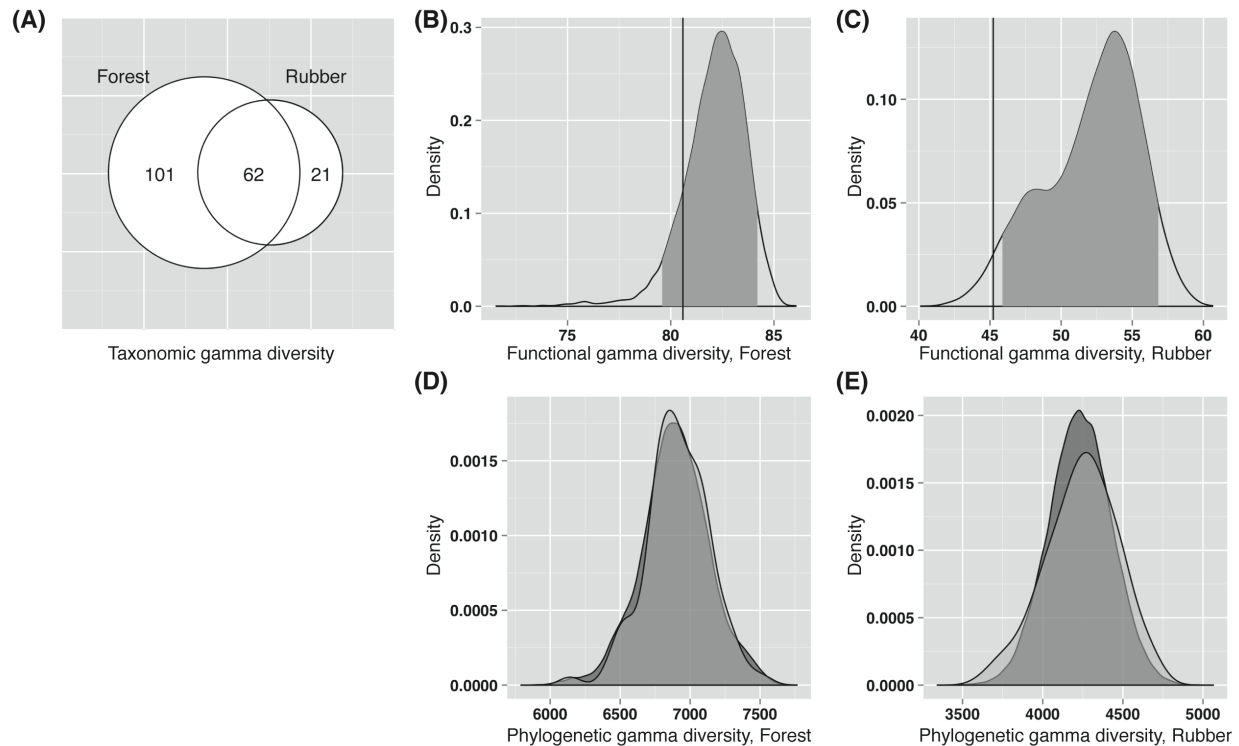 (A)
Forest
Rubber
101
62
21
Taxonomic gamma diversity
(B)
0.3
0.2
0.1
0.0
Density
75
80
85
Functional gamma diversity, Forest
(C)
0.10
0.05
0.00
Density
40
45
50
55
60
Functional gamma diversity, Rubber
(D)
0.0015
0.0010
0.0005
0.0000
Density
6000
6500
7000
7500
Phylogenetic gamma diversity, Forest
(E)
0.0020
0.0015
0.0010
0.0005
0.0000
Density
3500
4000
4500
5000
Phylogenetic gamma diversity, Rubber